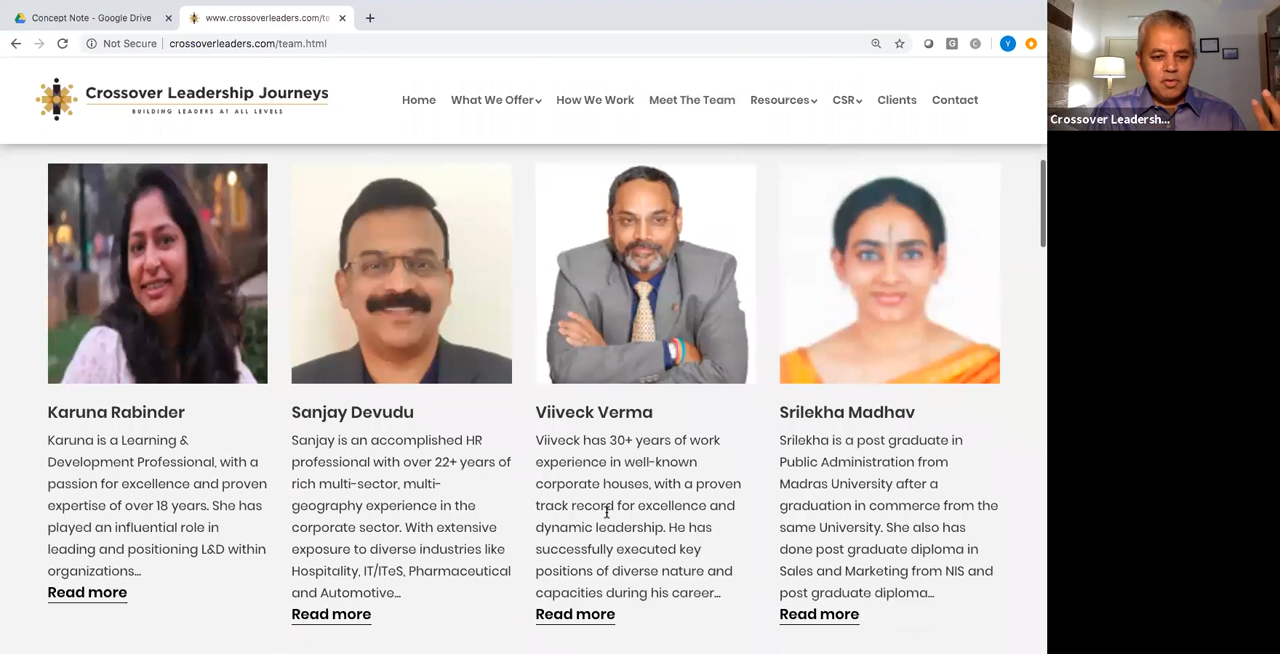 Concept Note - Google Drive
www.crossoverleaders.com/te
Not Secure
crossoverleaders.com/team.html
Y
Crossover Leadership Journeys
BUILDING LEADERS AT ALL LEVELS
Home What We Offer How We Work Meet The Team Resources CSR Clients Contact
Crossover Leadersh...
Karuna Rabinder
Karuna is a Learning &
Development Professional, with a
passion for excellence and proven
expertise of over 18 years. She has
played an influential role in
leading and positioning L&D within
organizations...
Read more
Sanjay Devudu
Sanjay is an accomplished HR
professional with over 22+ years of
rich multi-sector, multi-
geography experience in the
corporate sector. With extensive
exposure to diverse industries like
Hospitality, IT/ITeS, Pharmaceutical
and Automotive...
Read more
Viiveck Verma
Viiveck has 30+ years of work
experience in well-known
corporate houses, with a proven
track record for excellence and
dynamic leadership. He has
successfully executed key
positions of diverse nature and
capacities during his career...
Read more
Srilekha Madhav
Srilekha is a post graduate in
Public Administration from
Madras University after a
graduation in commerce from the
same University. She also has
done post graduate diploma in
Sales and Marketing from NIS and
post graduate diploma...
Read more